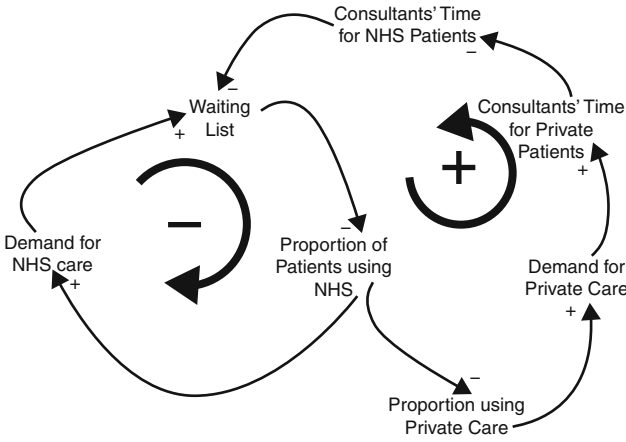 Consultants’ Time
for NHS Patients
–
–
Waiting
List
+
Consultants’ Time
for Private
Patients
+
+
–
–
Demand for
NHS care
+
Proportion of
Patients using
NHS
Demand for
Private Care
+
–
Proportion using
Private Care